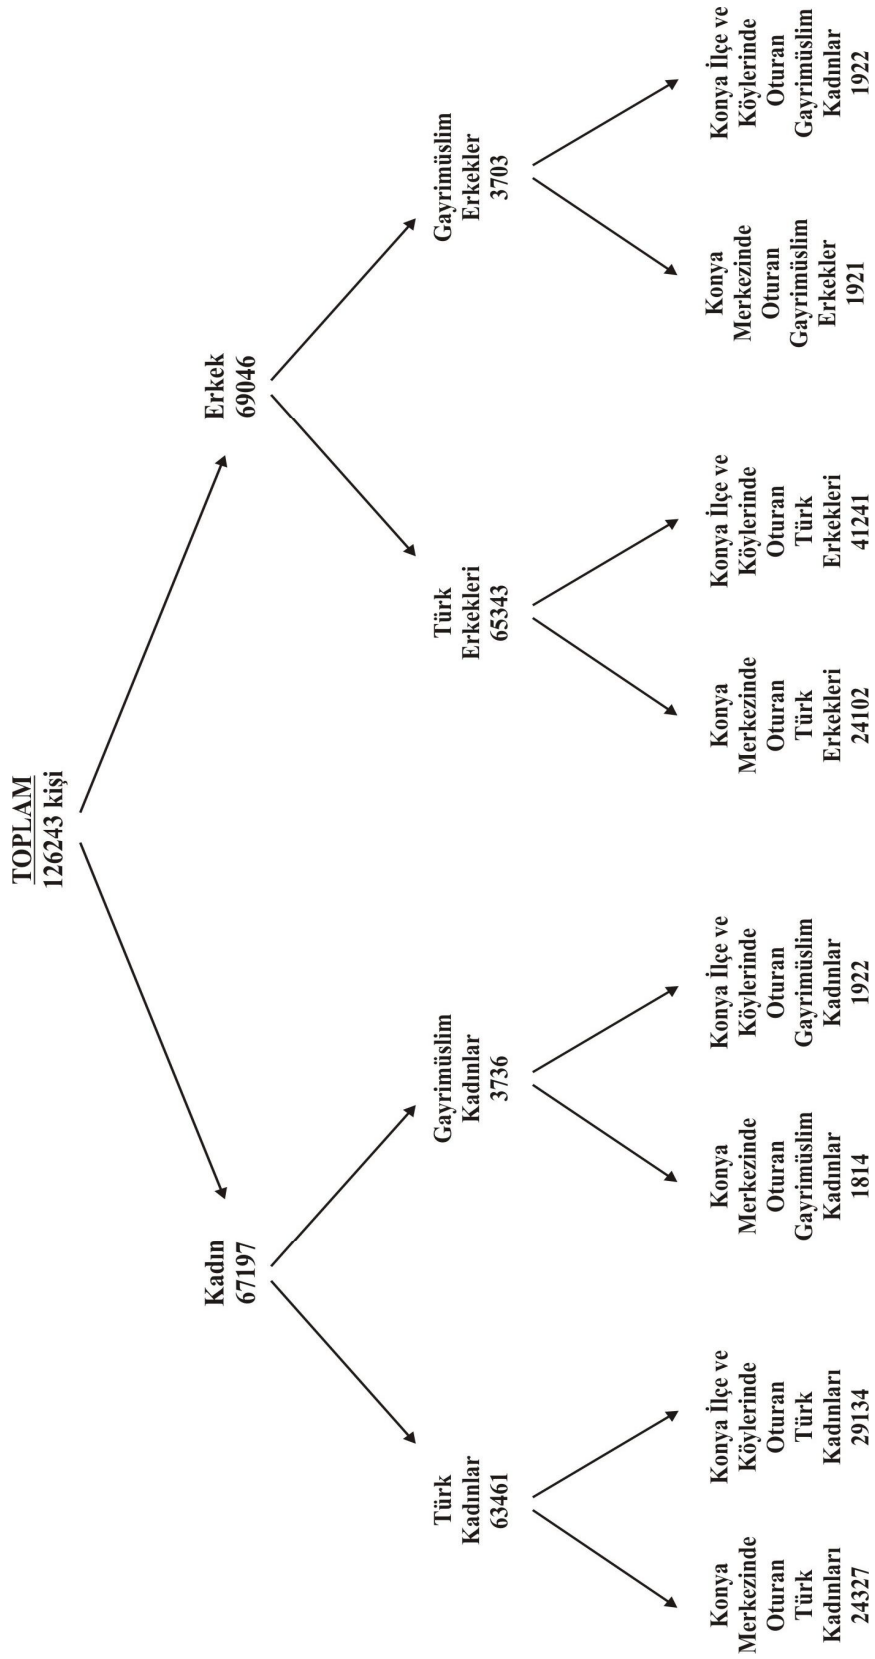 TOPLAM
126243 kişi
Kadın
67197
Erkek
69046
Türk
Kadınlar
63461
Gayrimüslim
Kadınlar
3736
Türk
Erkekleri
65343
Gayrimüslim
Erkekler
3703
Konya
Merkezinde
Oturan
Türk
Kadınları
24327
Konya İlçe ve
Köylerinde
Oturan
Türk
Kadınları
29134
Konya
Merkezinde
Oturan
Gayrimüslim
Kadınlar
1814
Konya İlçe ve
Köylerinde
Oturan
Gayrimüslim
Kadınlar
1922
Konya
Merkezinde
Oturan
Türk
Erkekleri
24102
Konya İlçe ve
Köylerinde
Oturan
Türk
Erkekleri
41241
Konya
Merkezinde
Oturan
Gayrimüslim
Erkekler
1921
Konya İlçe ve
Köylerinde
Oturan
Gayrimüslim
Kadınlar
1922